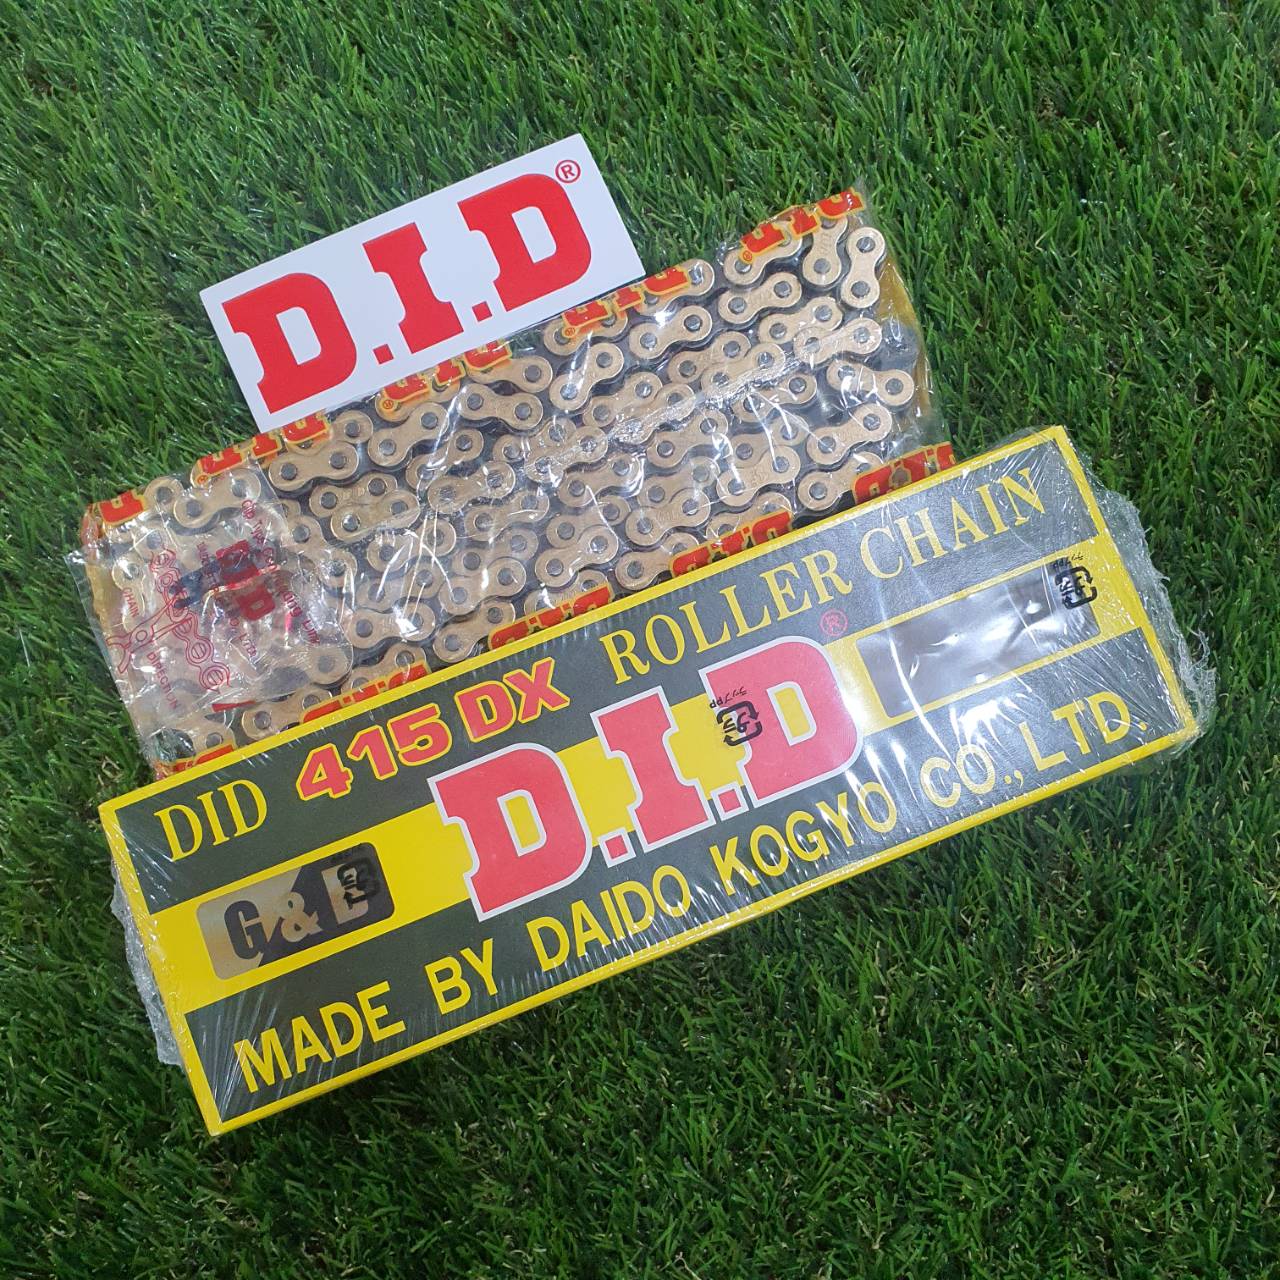 D.I.D®
D.I.D
D.I.D
D.I.D
D.I.D
DID 415 DX ROLLER CHAIN
D.I.D®
G&B
MADE BY DAIDO KOGYO CO., LTD.